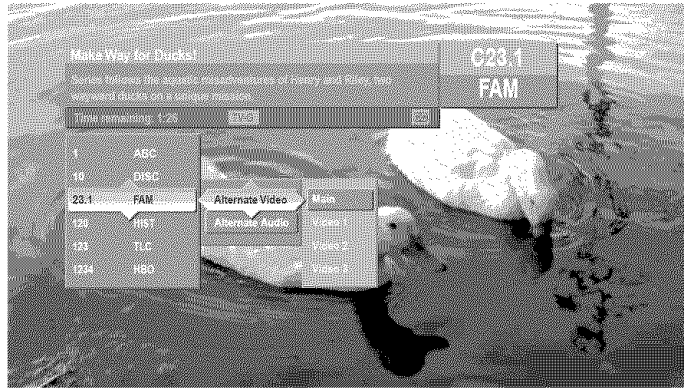 Make Way for Ducks!
Series follows the aquatic misadventures of Henry and Riley, two
wayward ducks on a unique mission.
Time remaining: 1:26
C23.1
FAM
1 ABC
10 DISC
23.1 FAM
120 HIST
123 TLC
1234 HBO
Alternate Video
Alternate Audio
Main
Video 1
Video 2
Video 3